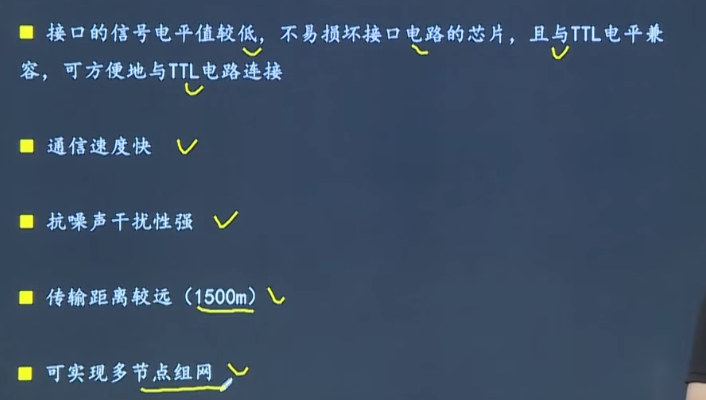 接口的信号电平值较低，不易损坏接口电路的芯片，且与TTL电平兼
容，可方便地与TTL电路连接
通信速度快
抗噪声干扰性强
传输距离较远（1500m）
可实现多节点组网